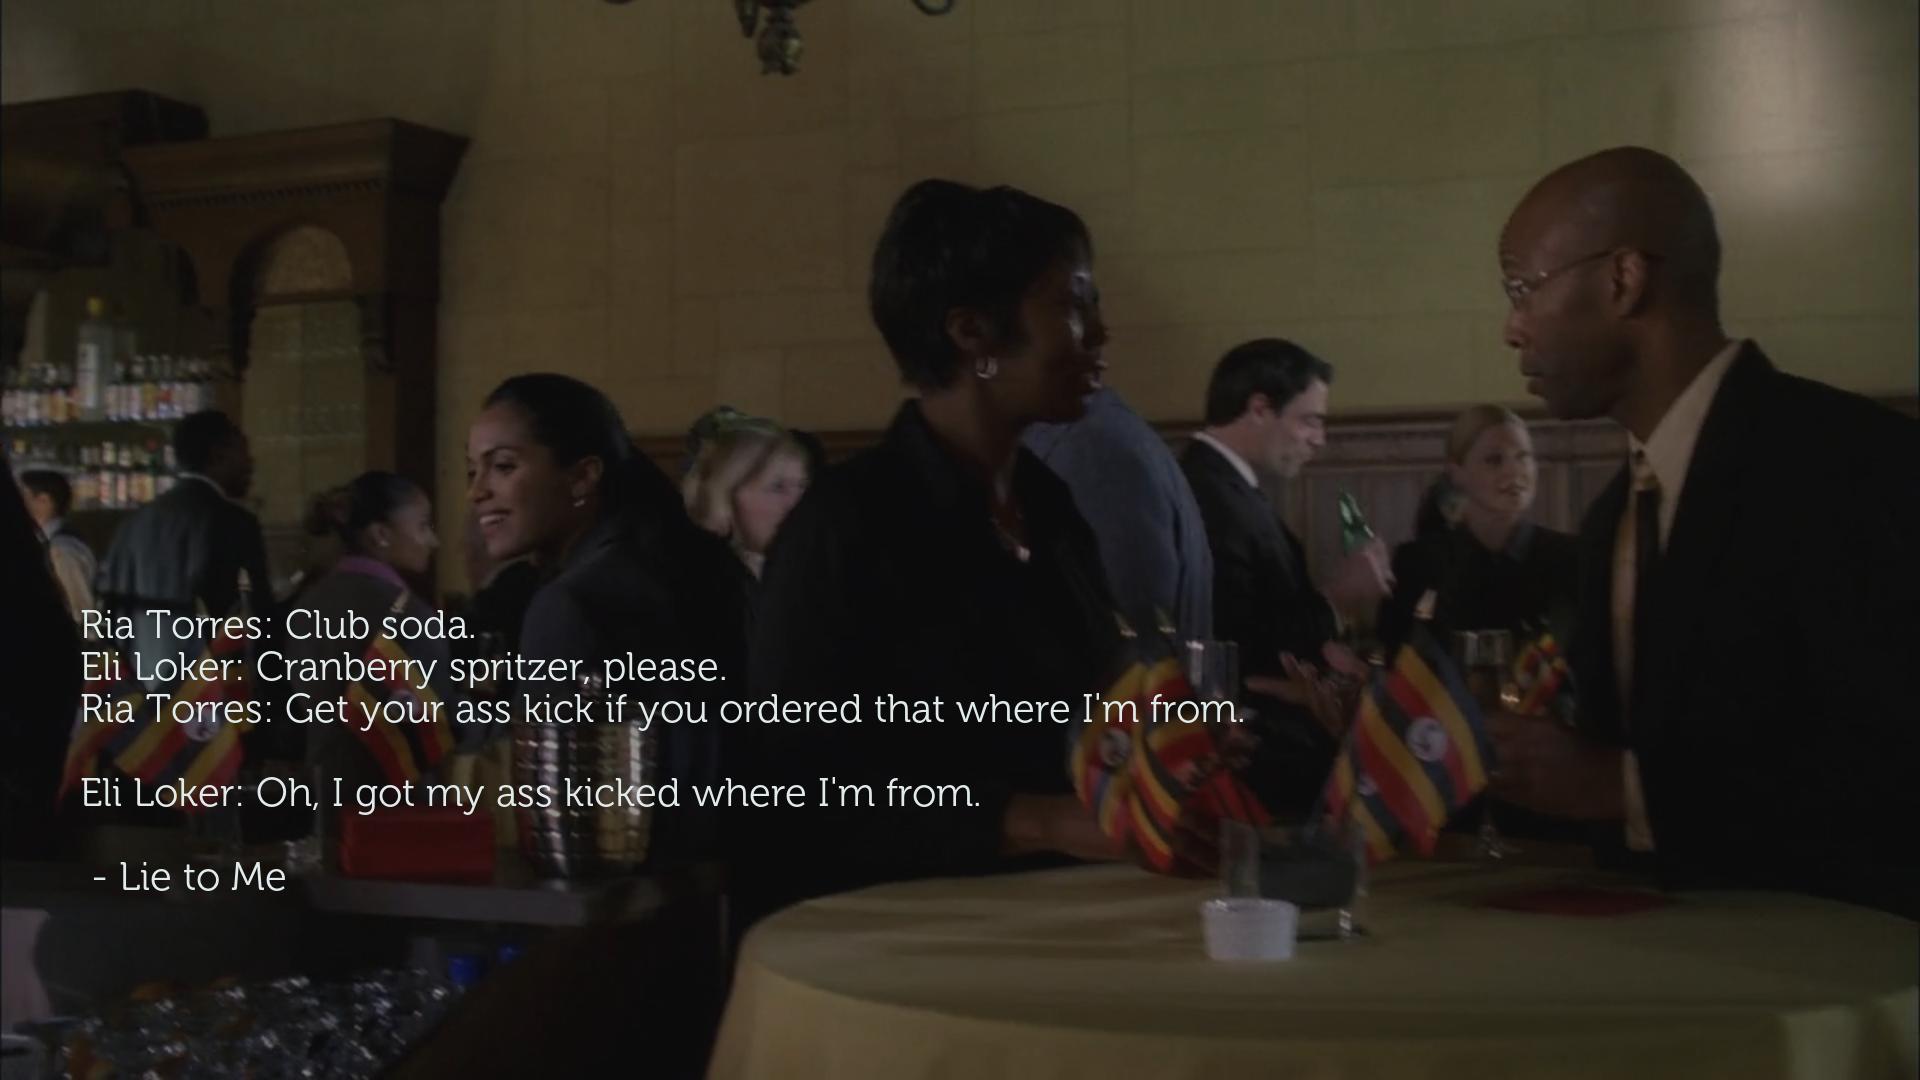 Ria Torres: Club soda.
Eli Loker: Cranberry spritzer, please.
Ria Torres: Get your ass kick if you ordered that where I'm from.
Eli Loker: Oh, I got my ass kicked where I'm from.
- Lie to Me